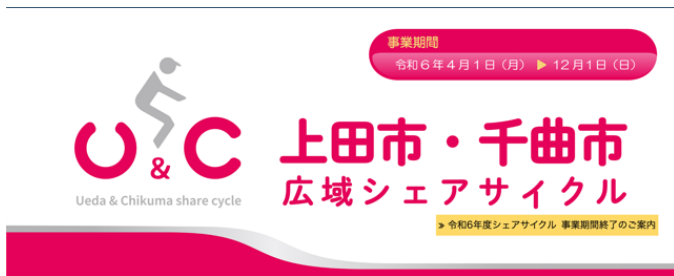 事業期間
令和6年4月1日（月） ▶ 12月1日（日）
U&C
Ueda & Chikuma share cycle
上田市・千曲市
広域シェアサイクル
» 令和6年度シェアサイクル 事業期間終了のご案内